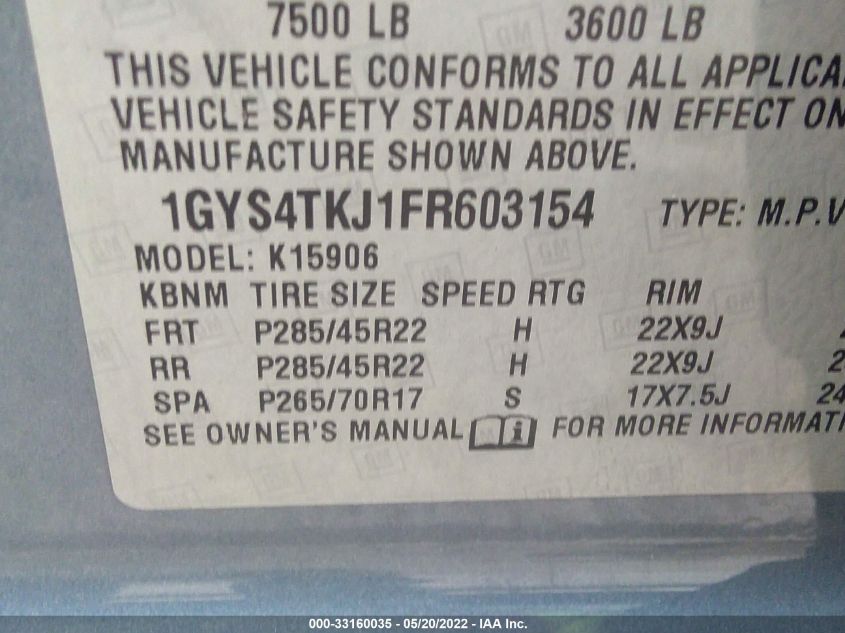 7500 LB 3600 LB
THIS VEHICLE CONFORMS TO ALL APPLICA
VEHICLE SAFETY STANDARDS IN EFFECT ON
MANUFACTURE SHOWN ABOVE.
1GYS4TKJ1FR603154 TYPE: M.P.V
MODEL: K15906
KBNM TIRE SIZE SPEED RTG RIM
FRT P285/45R22 H 22X9J
RR P285/45R22 H 22X9J 2
SPA P265/70R17 S 17X7.5J 24
SEE OWNER'S MANUAL i FOR MORE INFORMATI
000-33160035 - 05/20/2022 - IAA Inc.